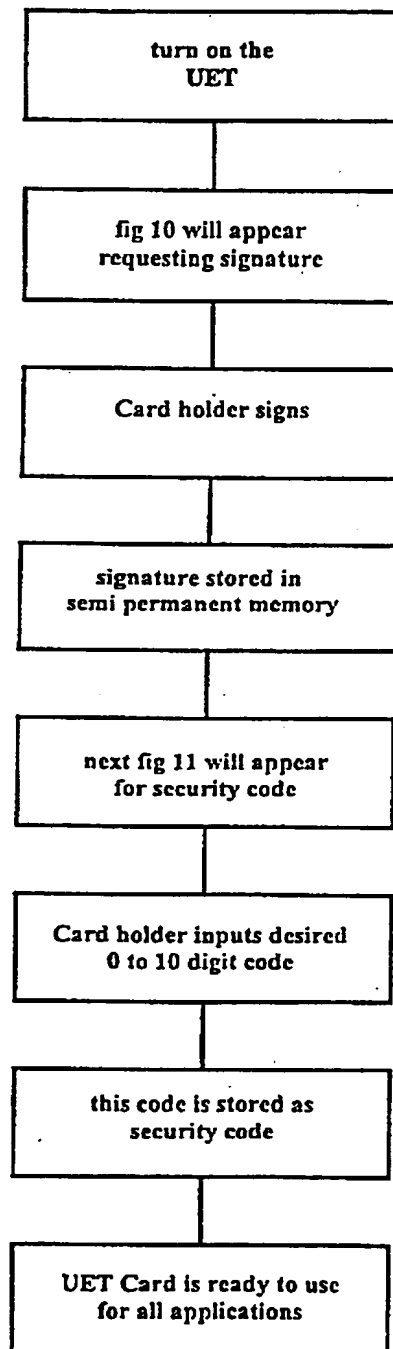 turn on the
UET
fig 10 will appear
requesting signature
Card holder signs
signature stored in
semi permanent memory
next fig 11 will appear
for security code
Card holder inputs desired
0 to 10 digit code
this code is stored as
security code
UET Card is ready to use
for all applications